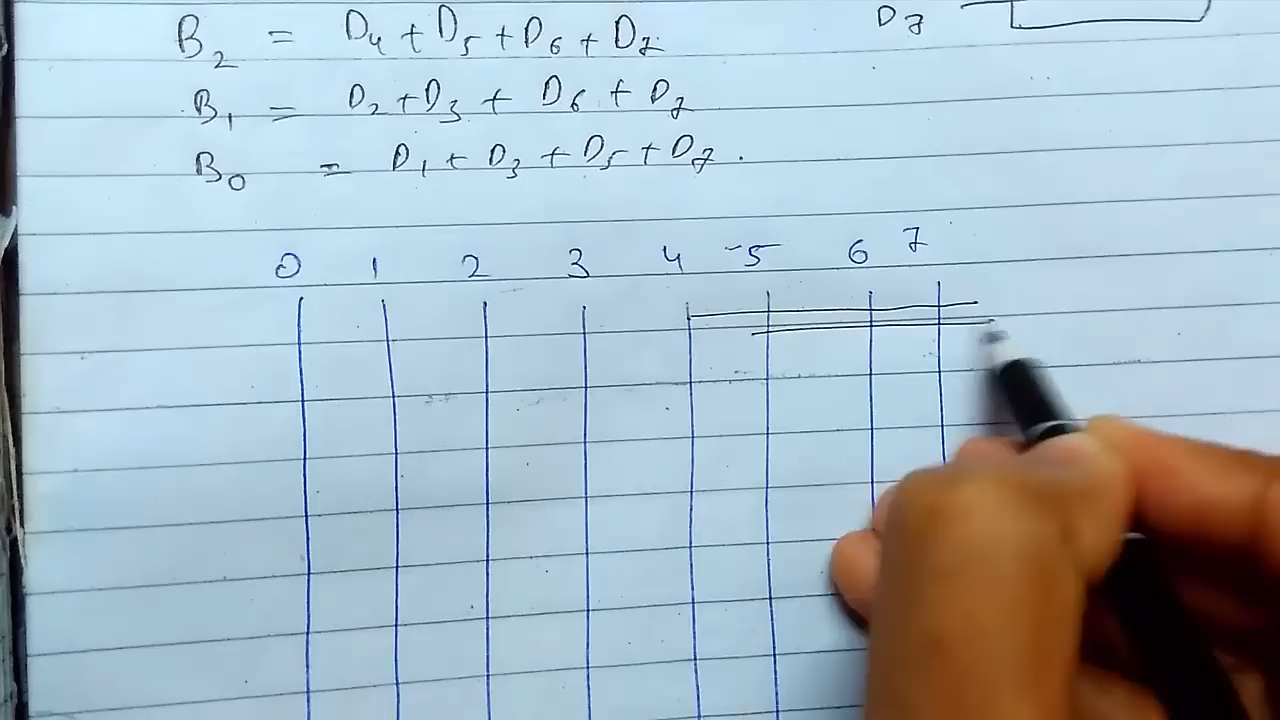 B₂ = D₄ + D₅ + D₆ + D₇
D₇
B₁ = D₂ + D₃ + D₆ + D₇
B₀ = D₁ + D₃ + D₅ + D₇.
0 1 2 3 4 5 6 7